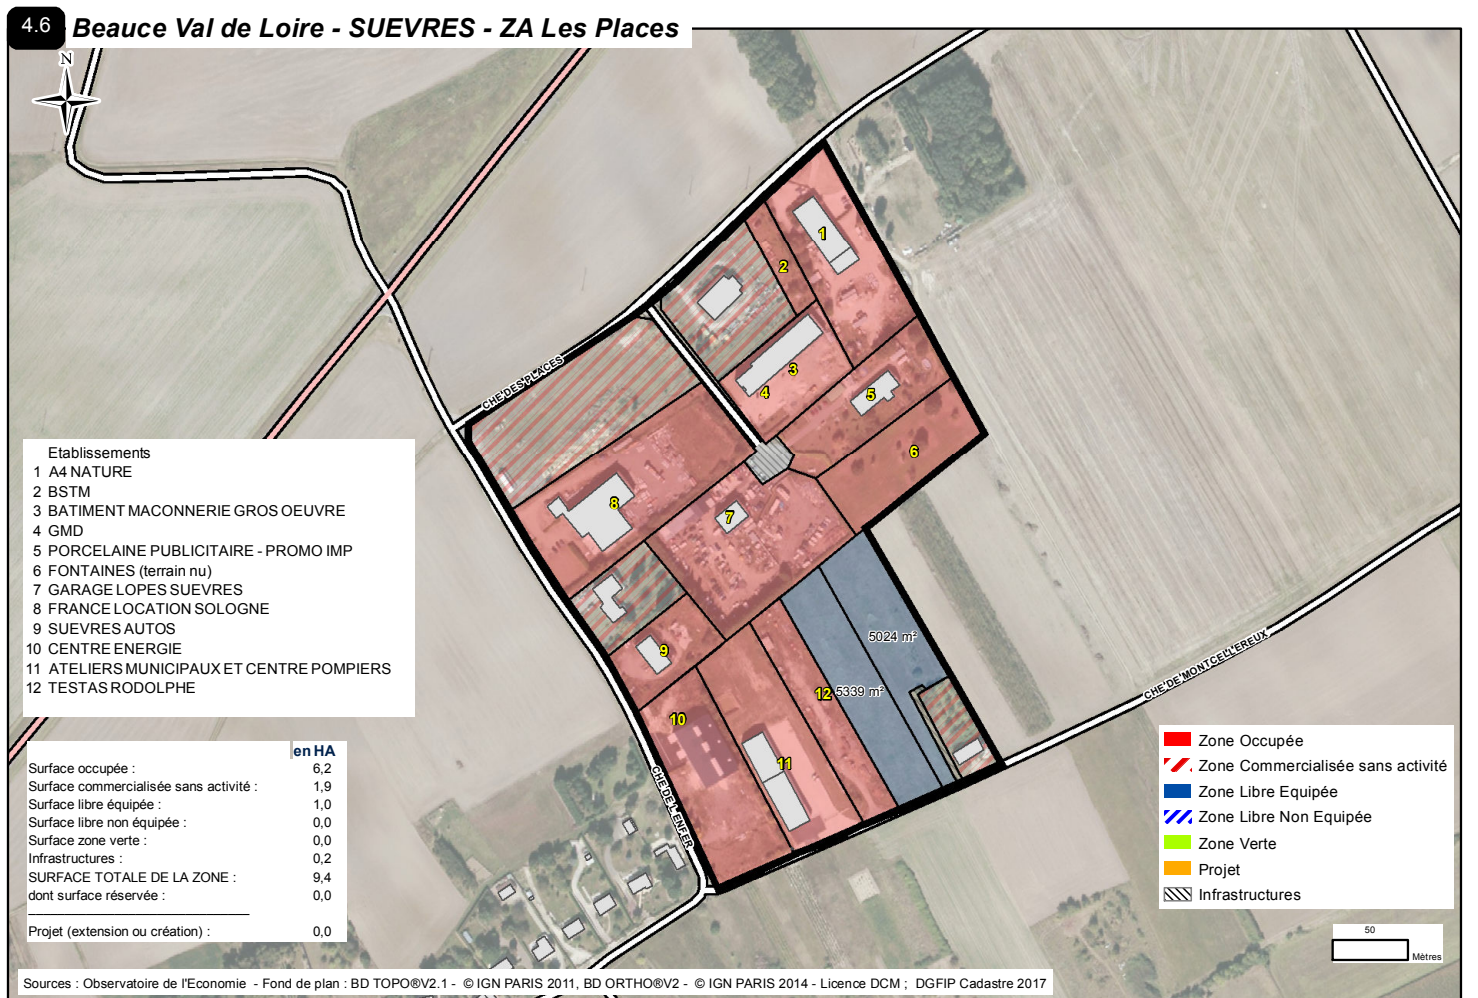 4.6 Beauce Val de Loire - SUEVRES - ZA Les Places
N
CHE DES PLACES
1
2
3
4
5
6
7
8
9
10
11
12
5024 m²
5339 m²
CHE DE MONTCELLEREUX
CHE DE L'ENFER
Etablissements
1 A4 NATURE
2 BSTM
3 BATIMENT MACONNERIE GROS OEUVRE
4 GMD
5 PORCELAINE PUBLICITAIRE - PROMO IMP
6 FONTAINES (terrain nu)
7 GARAGE LOPES SUEVRES
8 FRANCE LOCATION SOLOGNE
9 SUEVRES AUTOS
10 CENTRE ENERGIE
11 ATELIERS MUNICIPAUX ET CENTRE POMPIERS
12 TESTAS RODOLPHE
en HA
Surface occupée : 6,2
Surface commercialisée sans activité : 1,9
Surface libre équipée : 1,0
Surface libre non équipée : 0,0
Surface zone verte : 0,0
Infrastructures : 0,2
SURFACE TOTALE DE LA ZONE : 9,4
dont surface réservée : 0,0
Projet (extension ou création) : 0,0
Zone Occupée
Zone Commercialisée sans activité
Zone Libre Equipée
Zone Libre Non Equipée
Zone Verte
Projet
Infrastructures
50
Mètres
Sources : Observatoire de l'Economie - Fond de plan : BD TOPO®V2.1 - © IGN PARIS 2011, BD ORTHO®V2 - © IGN PARIS 2014 - Licence DCM ; DGFIP Cadastre 2017